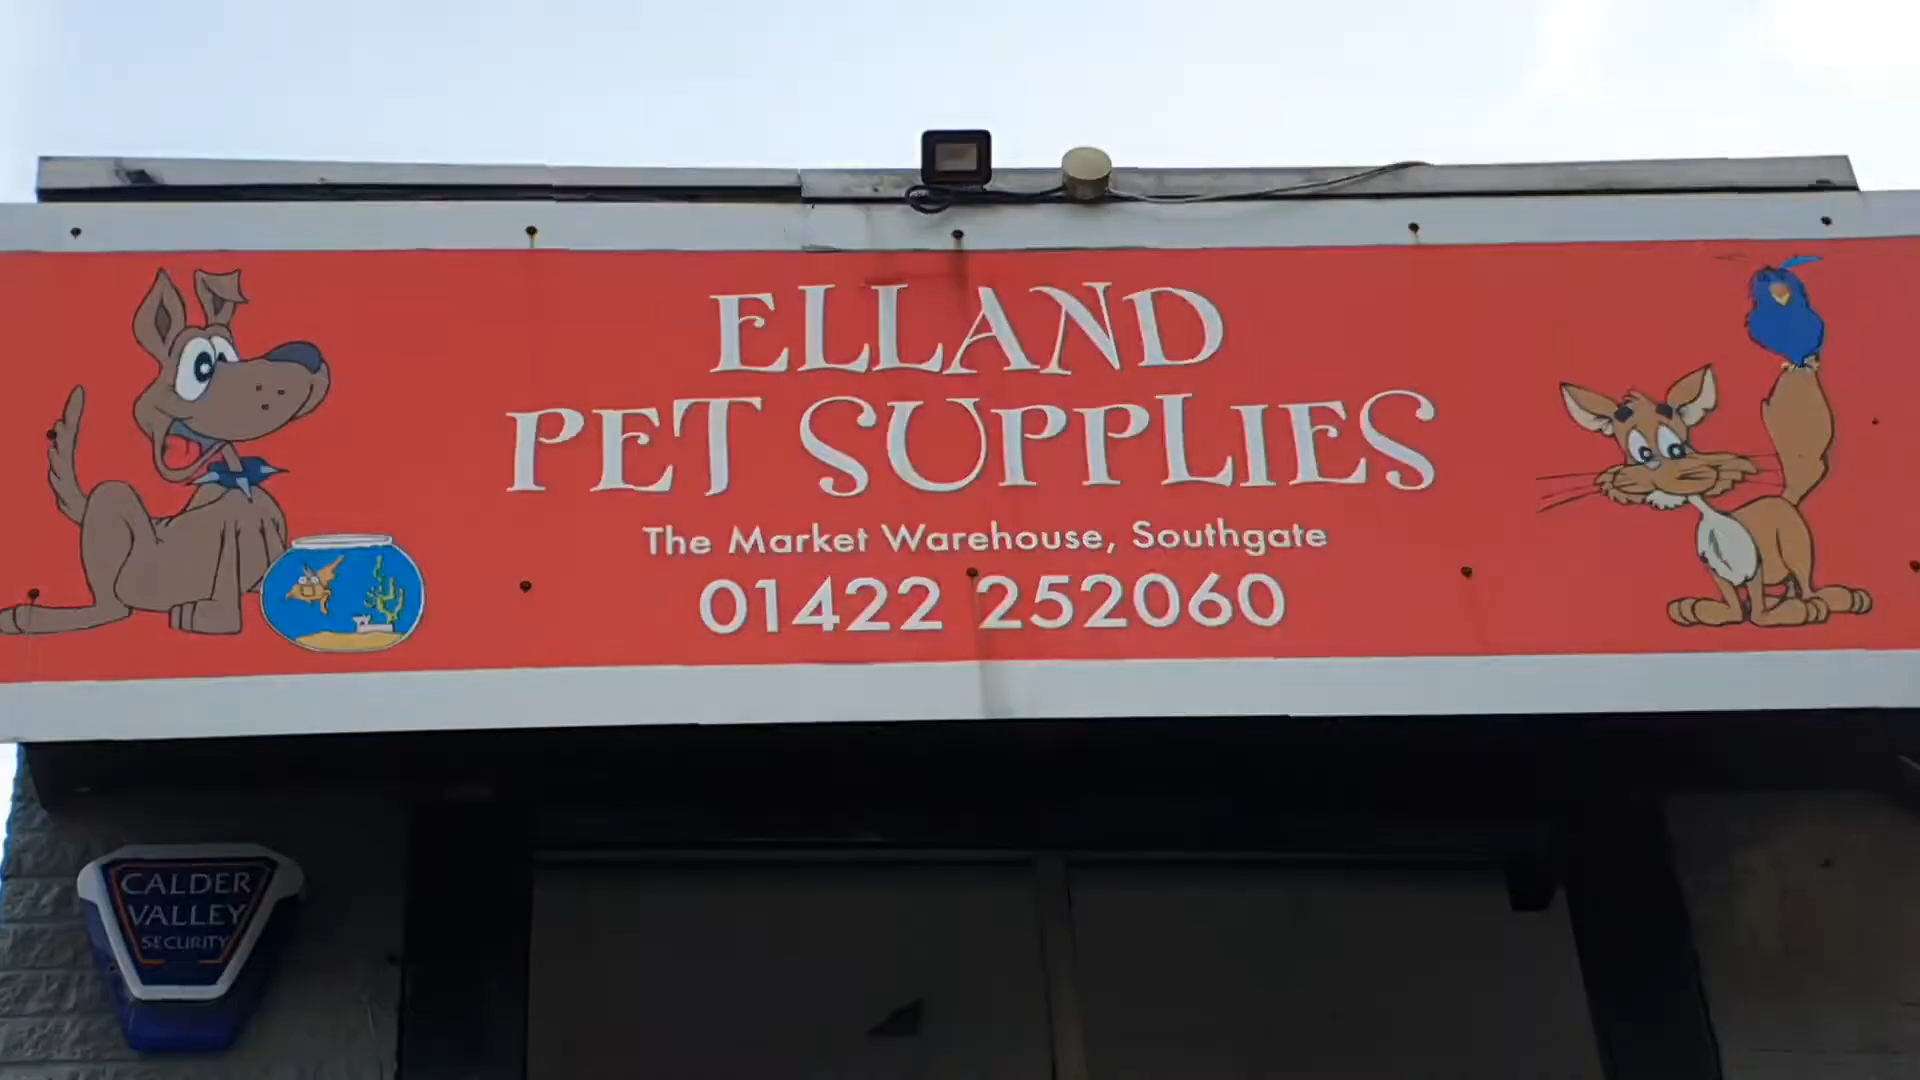 ELLAND
PET SUPPLIES
The Market Warehouse, Southgate
01422 252060
CALDER
VALLEY
SECURITY